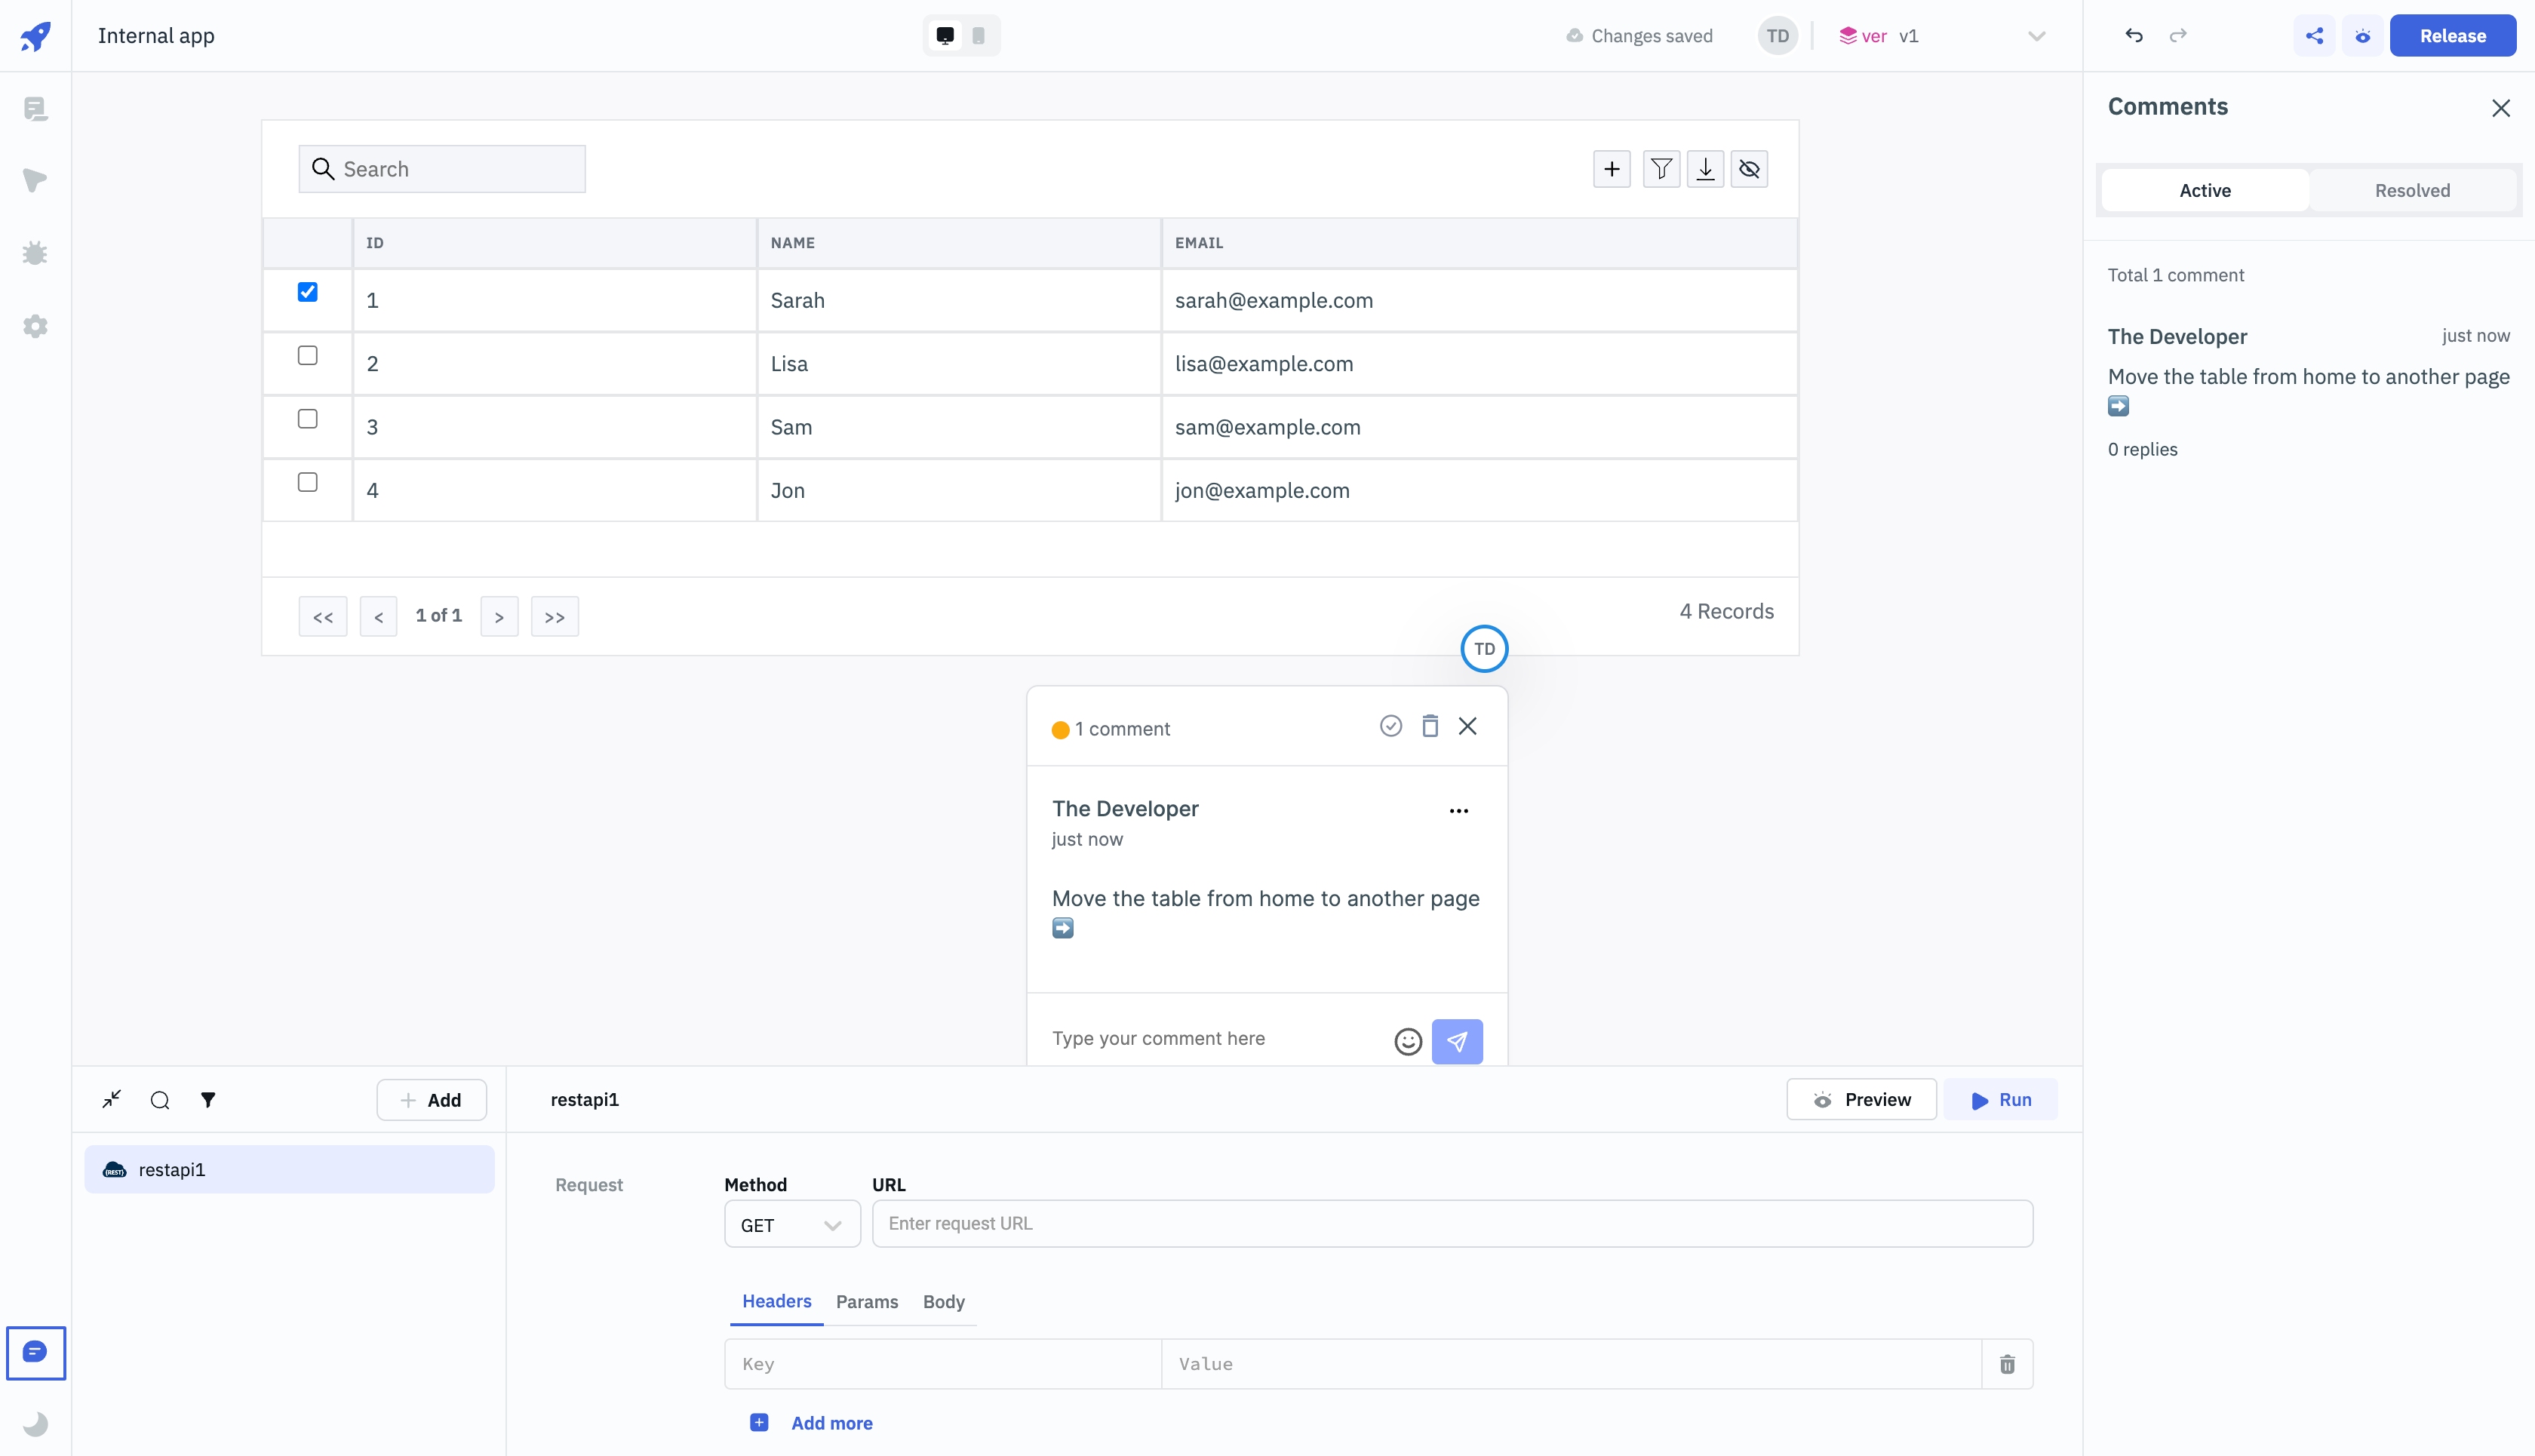 Internal app
Changes saved
TD
ver v1
Release
Search
ID NAME EMAIL
1 Sarah sarah@example.com
2 Lisa lisa@example.com
3 Sam sam@example.com
4 Jon jon@example.com
<< < 1 of 1 > >>
4 Records
TD
1 comment
The Developer
just now
Move the table from home to another page
➡️
Type your comment here
Comments
Active Resolved
Total 1 comment
The Developer just now
Move the table from home to another page
➡️
0 replies
+ Add
restapi1
Preview
Run
REST restapi1
Request
Method URL
GET Enter request URL
Headers Params Body
Key Value
+ Add more